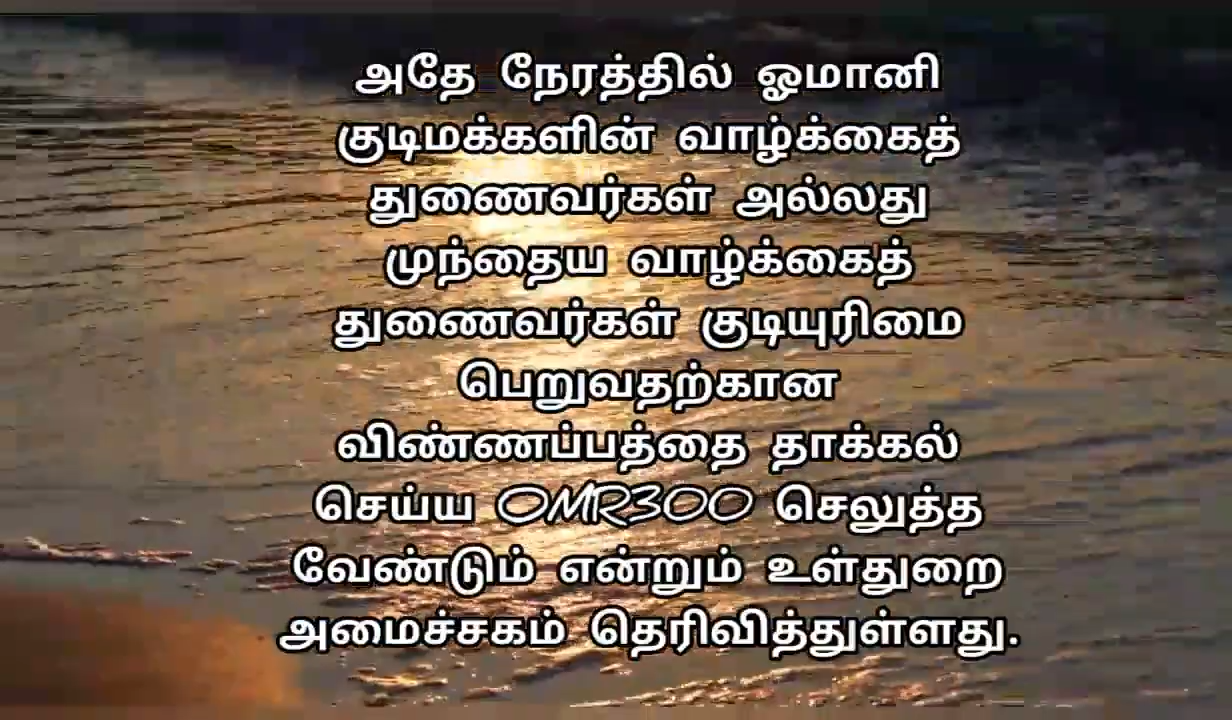 அதே நேரத்தில் ஓமானி
குடிமக்களின் வாழ்க்கைத்
துணைவர்கள் அல்லது
முந்தைய வாழ்க்கைத்
துணைவர்கள் குடியுரிமை
பெறுவதற்கான
விண்ணப்பத்தை தாக்கல்
செய்ய OMR300 செலுத்த
வேண்டும் என்றும் உள்துறை
அமைச்சகம் தெரிவித்துள்ளது.